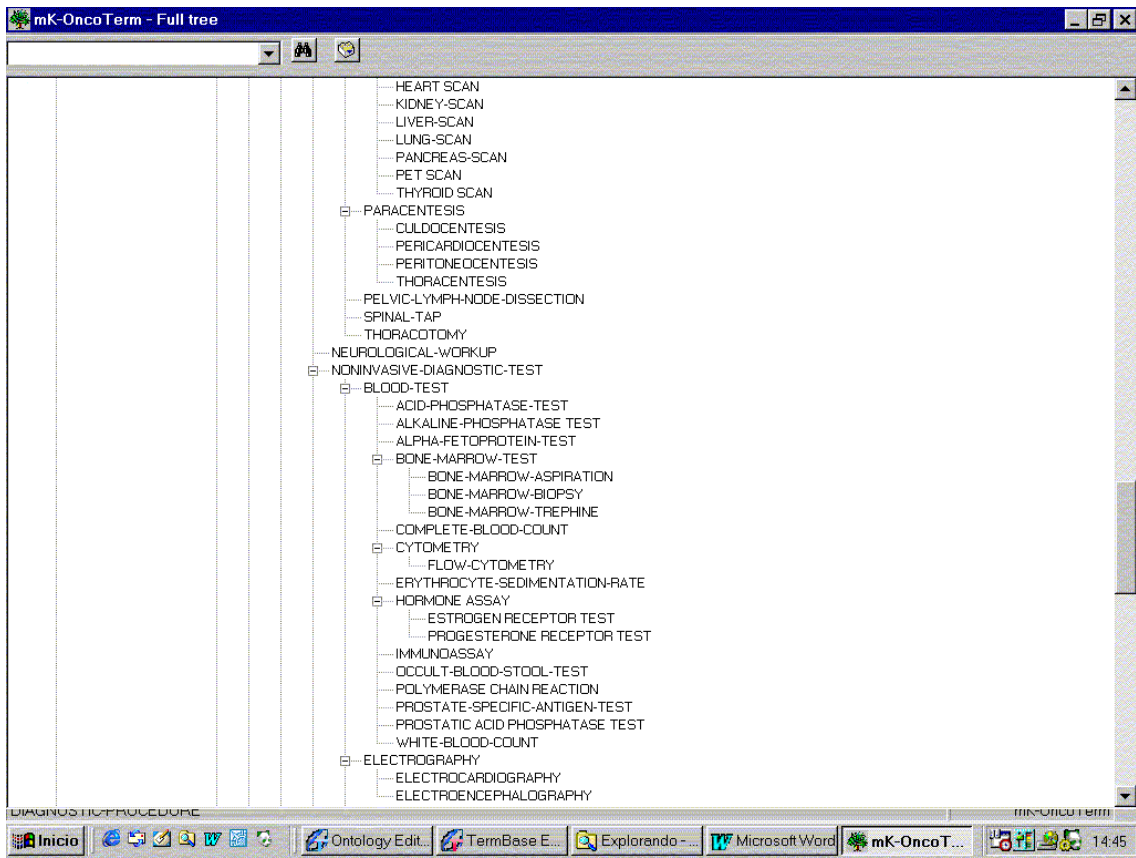 mK-OncoTerm - Full tree
HEART SCAN
KIDNEY-SCAN
LIVER-SCAN
LUNG-SCAN
PANCREAS-SCAN
PET SCAN
THYROID SCAN
PARACENTESIS
CULDOCENTESIS
PERICARDIOCENTESIS
PERITONEOCENTESIS
THORACENTESIS
PELVIC-LYMPH-NODE-DISSECTION
SPINAL-TAP
THORACOTOMY
NEUROLOGICAL-WORKUP
NONINVASIVE-DIAGNOSTIC-TEST
BLOOD-TEST
ACID-PHOSPHATASE-TEST
ALKALINE-PHOSPHATASE TEST
ALPHA-FETOPROTEIN-TEST
BONE-MARROW-TEST
BONE-MARROW-ASPIRATION
BONE-MARROW-BIOPSY
BONE-MARROW-TREPHINE
COMPLETE-BLOOD-COUNT
CYTOMETRY
FLOW-CYTOMETRY
ERYTHROCYTE-SEDIMENTATION-RATE
HORMONE ASSAY
ESTROGEN RECEPTOR TEST
PROGESTERONE RECEPTOR TEST
IMMUNOASSAY
OCCULT-BLOOD-STOOL-TEST
POLYMERASE CHAIN REACTION
PROSTATE-SPECIFIC-ANTIGEN-TEST
PROSTATIC ACID PHOSPHATASE TEST
WHITE-BLOOD-COUNT
ELECTROGRAPHY
ELECTROCARDIOGRAPHY
ELECTROENCEPHALOGRAPHY
DIAGNOSTIC-PROCEDURE mK-OncoTerm
Inicio Ontology Edit... TermBase E... Explorando - ... Microsoft Word mK-OncoT... 14:45